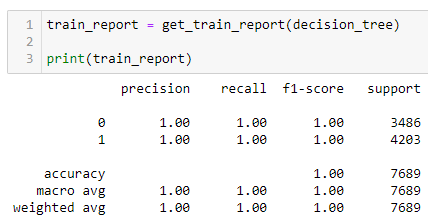 1 train_report = get_train_report(decision_tree)
2
3 print(train_report)
precision recall f1-score support
0 1.00 1.00 1.00 3486
1 1.00 1.00 1.00 4203
accuracy 1.00 7689
macro avg 1.00 1.00 1.00 7689
weighted avg 1.00 1.00 1.00 7689